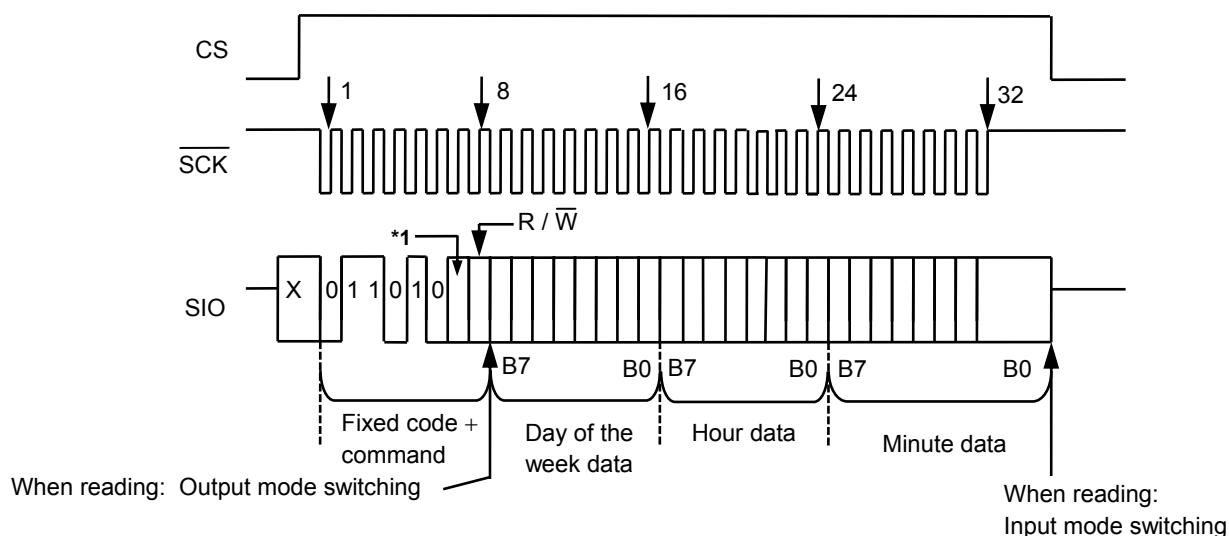 CS
1
8
16
24
32
SCK
*1
R / W
SIO
X
0
1
1
0
1
0
B7
B0
B7
B0
B7
B0
Fixed code +
command
Day of the
week data
Hour data
Minute data
When reading:  Output mode switching
When reading:
Input mode switching